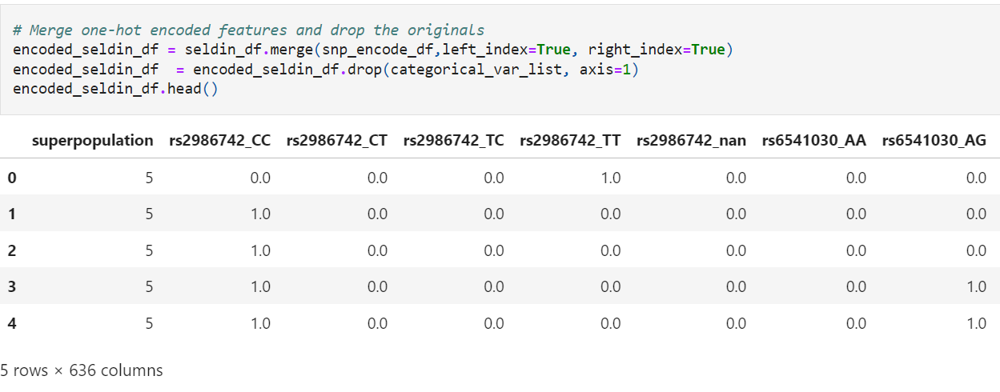 # Merge one-hot encoded features and drop the originals
encoded_seldin_df = seldin_df.merge(snp_encode_df,left_index=True, right_index=True)
encoded_seldin_df  = encoded_seldin_df.drop(categorical_var_list, axis=1)
encoded_seldin_df.head()
superpopulation rs2986742_CC rs2986742_CT rs2986742_TC rs2986742_TT rs2986742_nan rs6541030_AA rs6541030_AG
0 5 0.0 0.0 0.0 1.0 0.0 0.0 0.0
1 5 1.0 0.0 0.0 0.0 0.0 0.0 0.0
2 5 1.0 0.0 0.0 0.0 0.0 0.0 0.0
3 5 1.0 0.0 0.0 0.0 0.0 0.0 1.0
4 5 1.0 0.0 0.0 0.0 0.0 0.0 1.0
5 rows × 636 columns